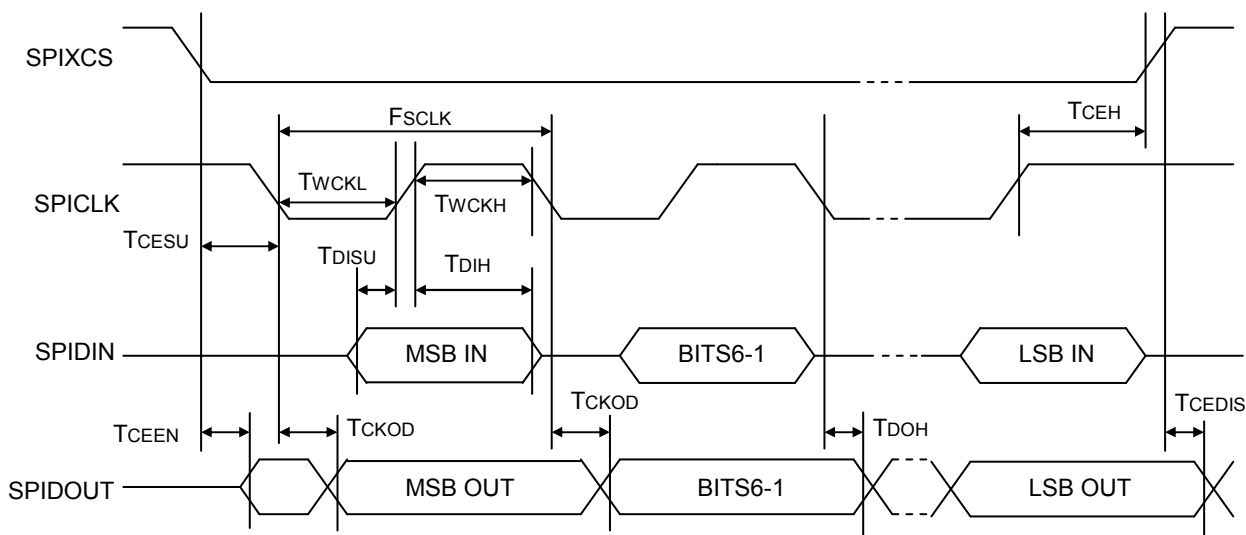 SPIXCS
FSCLK
TCEH
SPICLK
TWCKL
TWCKH
TCESU
TDISU
TDIH
SPIDIN
MSB IN
BITS6-1
LSB IN
TCEEN
TCKOD
TCKOD
TDOH
TCEDIS
SPIDOUT
MSB OUT
BITS6-1
LSB OUT